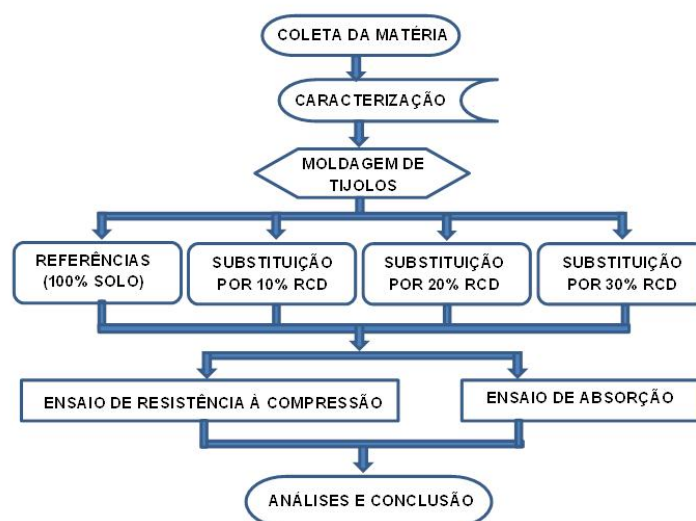 COLETA DA MATÉRIA
CARACTERIZAÇÃO
MOLDAGEM DE
TIJOLOS
REFERÊNCIAS
(100% SOLO)
SUBSTITUIÇÃO
POR 10% RCD
SUBSTITUIÇÃO
POR 20% RCD
SUBSTITUIÇÃO
POR 30% RCD
ENSAIO DE RESISTÊNCIA À COMPRESSÃO
ENSAIO DE ABSORÇÃO
ANÁLISES E CONCLUSÃO